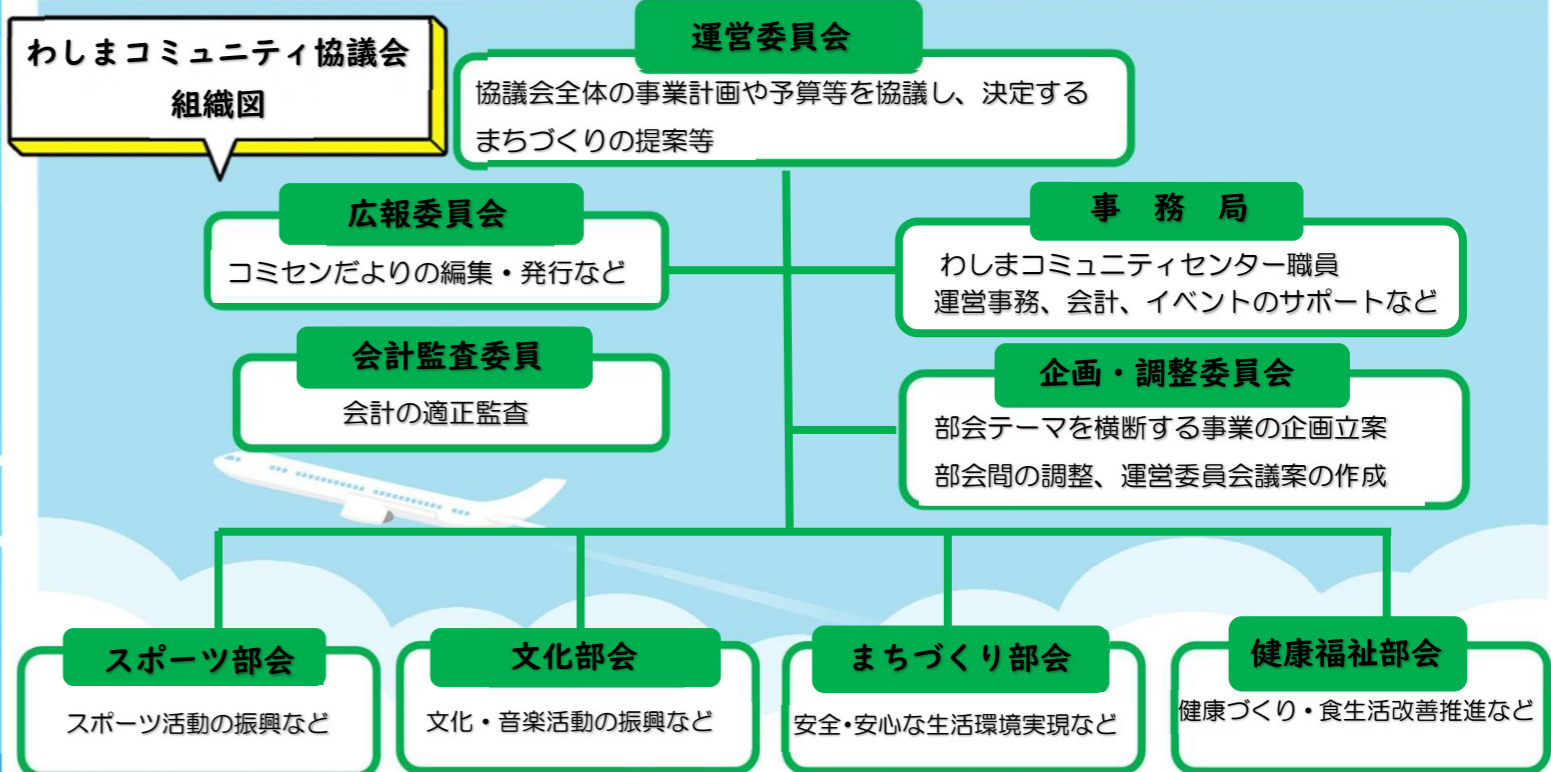 わしまコミュニティ協議会
組織図
運営委員会
協議会全体の事業計画や予算等を協議し、決定する
まちづくりの提案等
広報委員会
コミセンだよりの編集・発行など
事　務　局
わしまコミュニティセンター職員
運営事務、会計、イベントのサポートなど
会計監査委員
会計の適正監査
企画・調整委員会
部会テーマを横断する事業の企画立案
部会間の調整、運営委員会議案の作成
スポーツ部会
スポーツ活動の振興など
文化部会
文化・音楽活動の振興など
まちづくり部会
安全・安心な生活環境実現など
健康福祉部会
健康づくり・食生活改善推進など